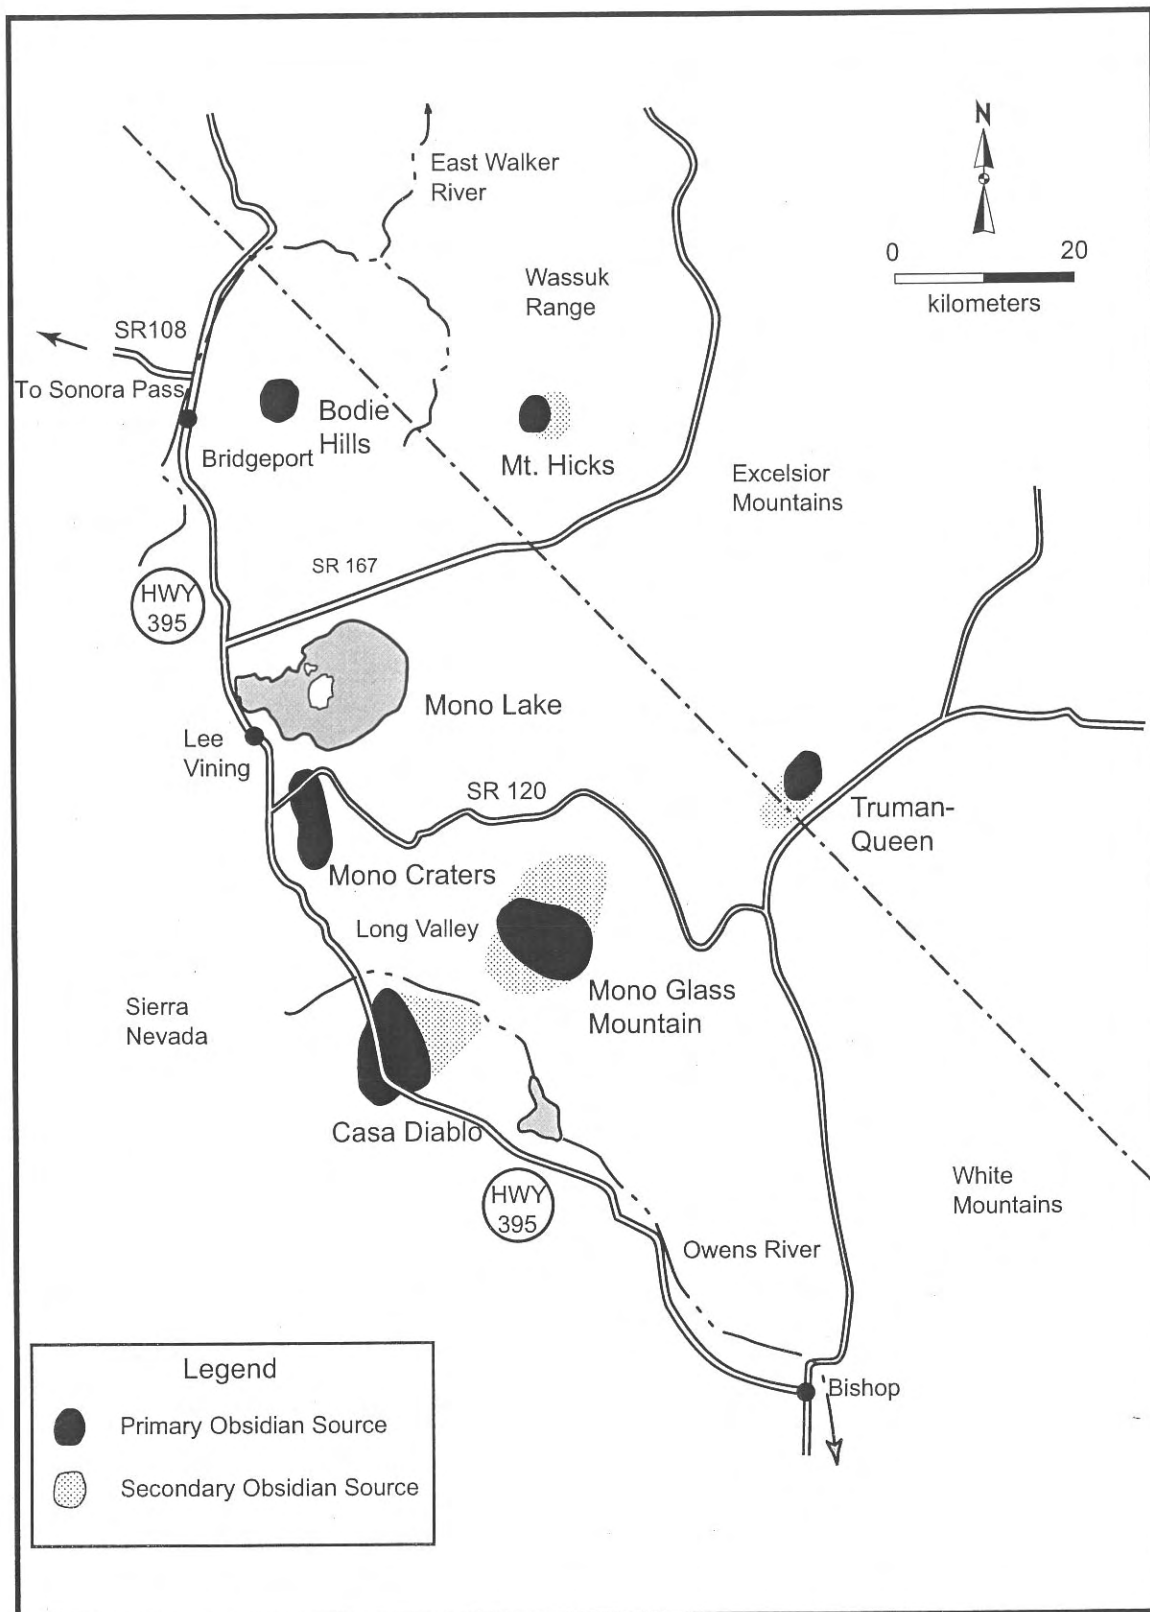 N
East Walker
River
0 20
kilometers
Wassuk
Range
SR108
To Sonora Pass
Bodie
Hills
Bridgeport
Mt. Hicks
Excelsior
Mountains
SR 167
HWY
395
Mono Lake
Lee
Vining
SR 120
Truman-
Queen
Mono Craters
Long Valley
Mono Glass
Mountain
Sierra
Nevada
Casa Diablo
HWY
395
White
Mountains
Owens River
Bishop
Legend
Primary Obsidian Source
Secondary Obsidian Source